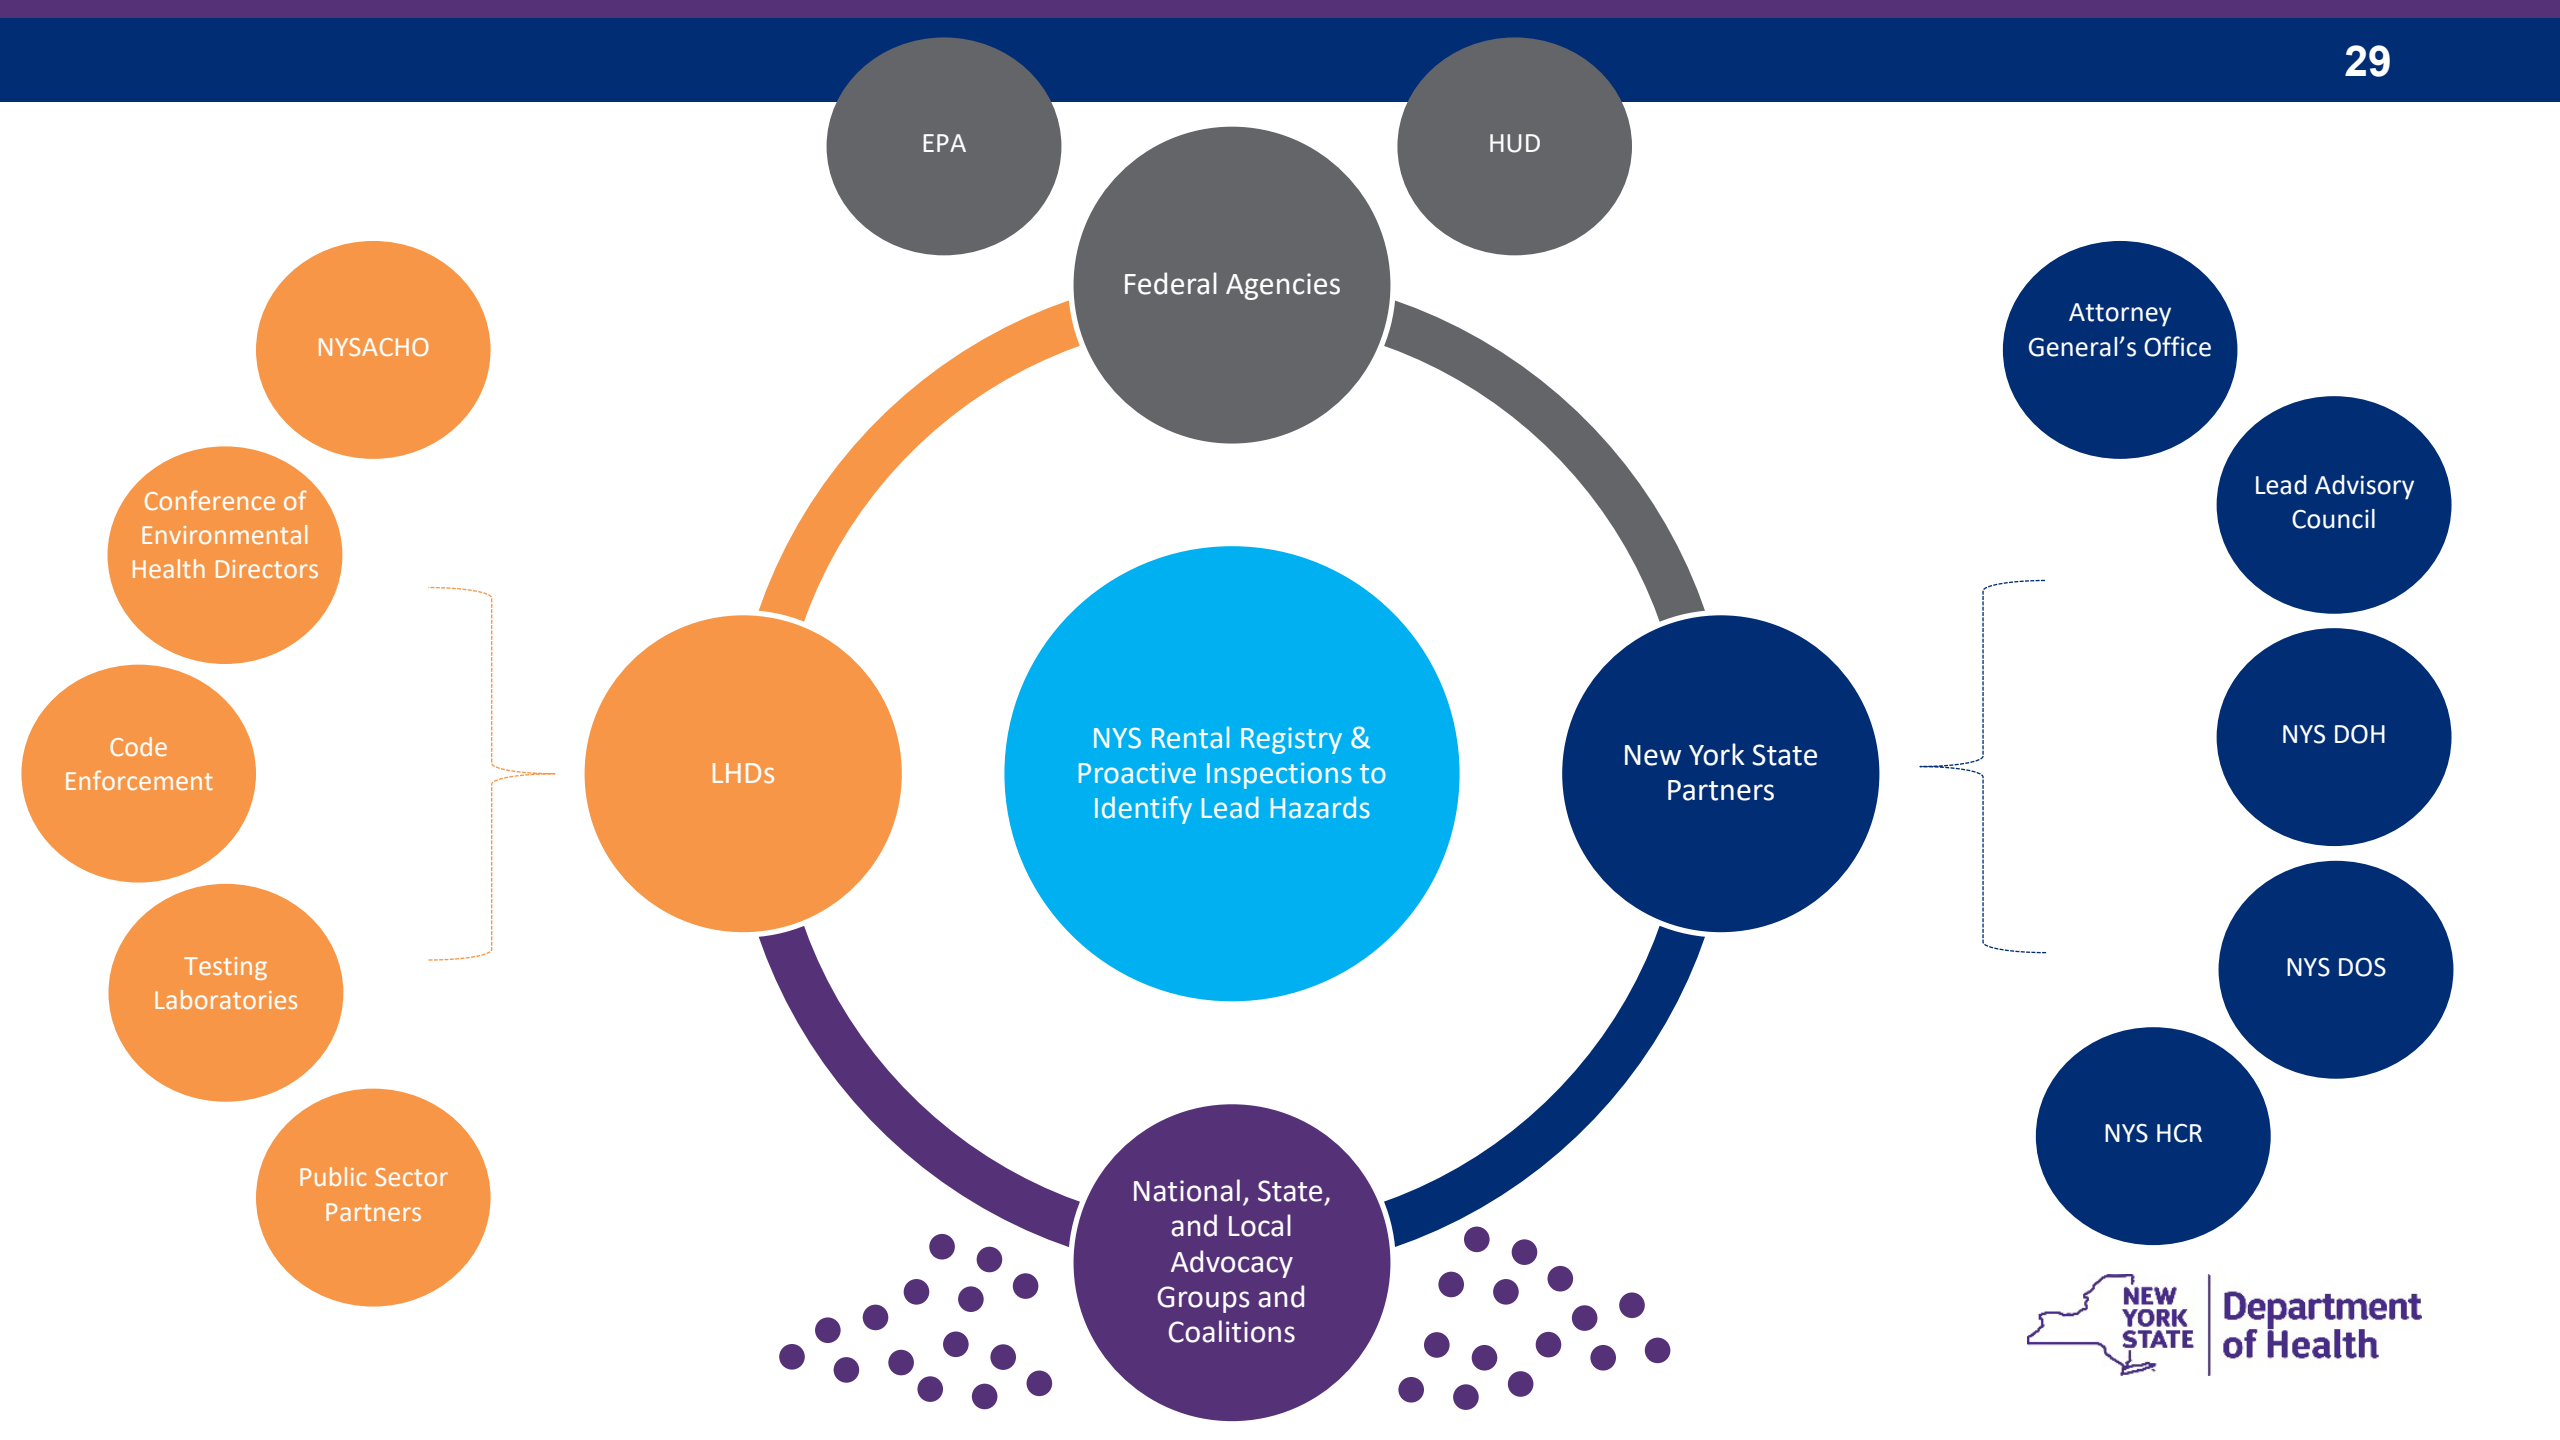 29
EPA
HUD
Federal Agencies
NYSACHO
Conference of
Environmental
Health Directors
Code
Enforcement
Testing
Laboratories
Public Sector
Partners
LHDs
NYS Rental Registry &
Proactive Inspections to
Identify Lead Hazards
New York State
Partners
Attorney
General’s Office
Lead Advisory
Council
NYS DOH
NYS DOS
NYS HCR
National, State,
and Local
Advocacy
Groups and
Coalitions
NEW
YORK
STATE
Department
of Health